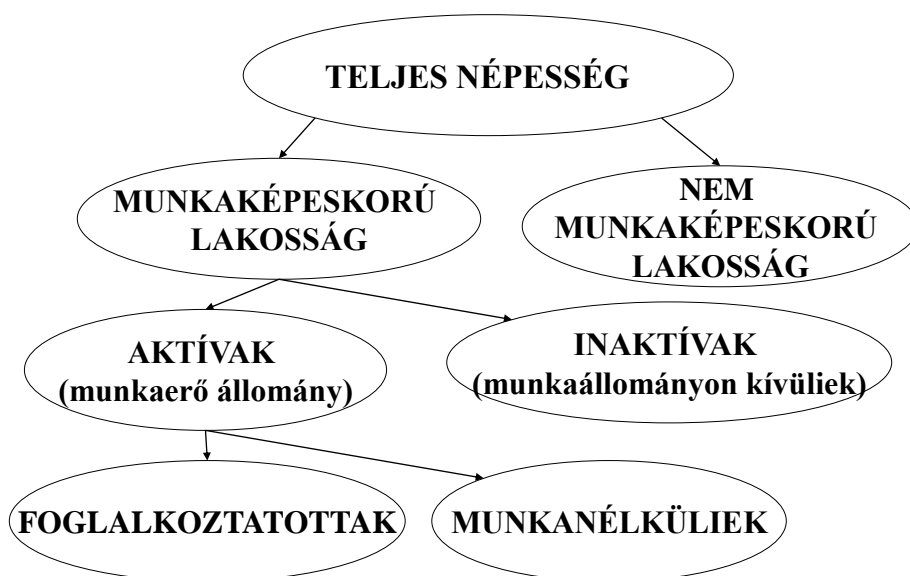 TELJES NÉPESSÉG
MUNKAKÉPESKORÚ
LAKOSSÁG
NEM
MUNKAKÉPESKORÚ
LAKOSSÁG
AKTÍVAK
(munkaerő állomány)
INAKTÍVAK
(munkaállományon kívüliek)
FOGLALKOZTATOTTAK
MUNKANÉLKÜLIEK